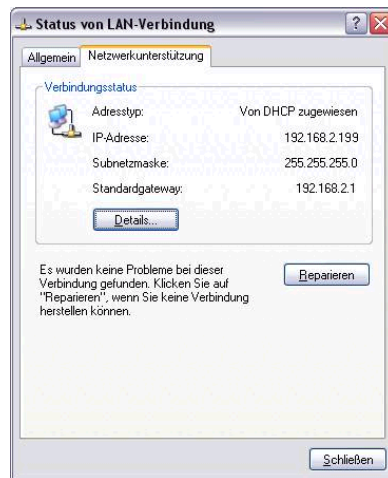 Status von LAN-Verbindung
Allgemein Netzwerkunterstützung
Verbindungsstatus
Adresstyp: Von DHCP zugewiesen
IP-Adresse: 192.168.2.199
Subnetzmaske: 255.255.255.0
Standardgateway: 192.168.2.1
Details...
Es wurden keine Probleme bei dieser
Verbindung gefunden. Klicken Sie auf
"Reparieren", wenn Sie keine Verbindung
herstellen können.
Reparieren
Schließen